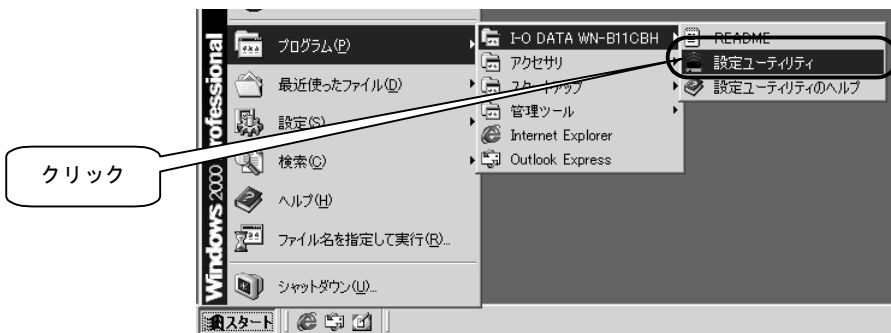 Windows 2000 Professional
プログラム(P)
最近使ったファイル(D)
設定(S)
検索(C)
ヘルプ(H)
ファイル名を指定して実行(R)...
シャットダウン(U)...
I-O DATA WN-B11CBH
アクセサリ
スタートアップ
管理ツール
Internet Explorer
Outlook Express
README
設定ユーティリティ
設定ユーティリティのヘルプ
クリック
スタート